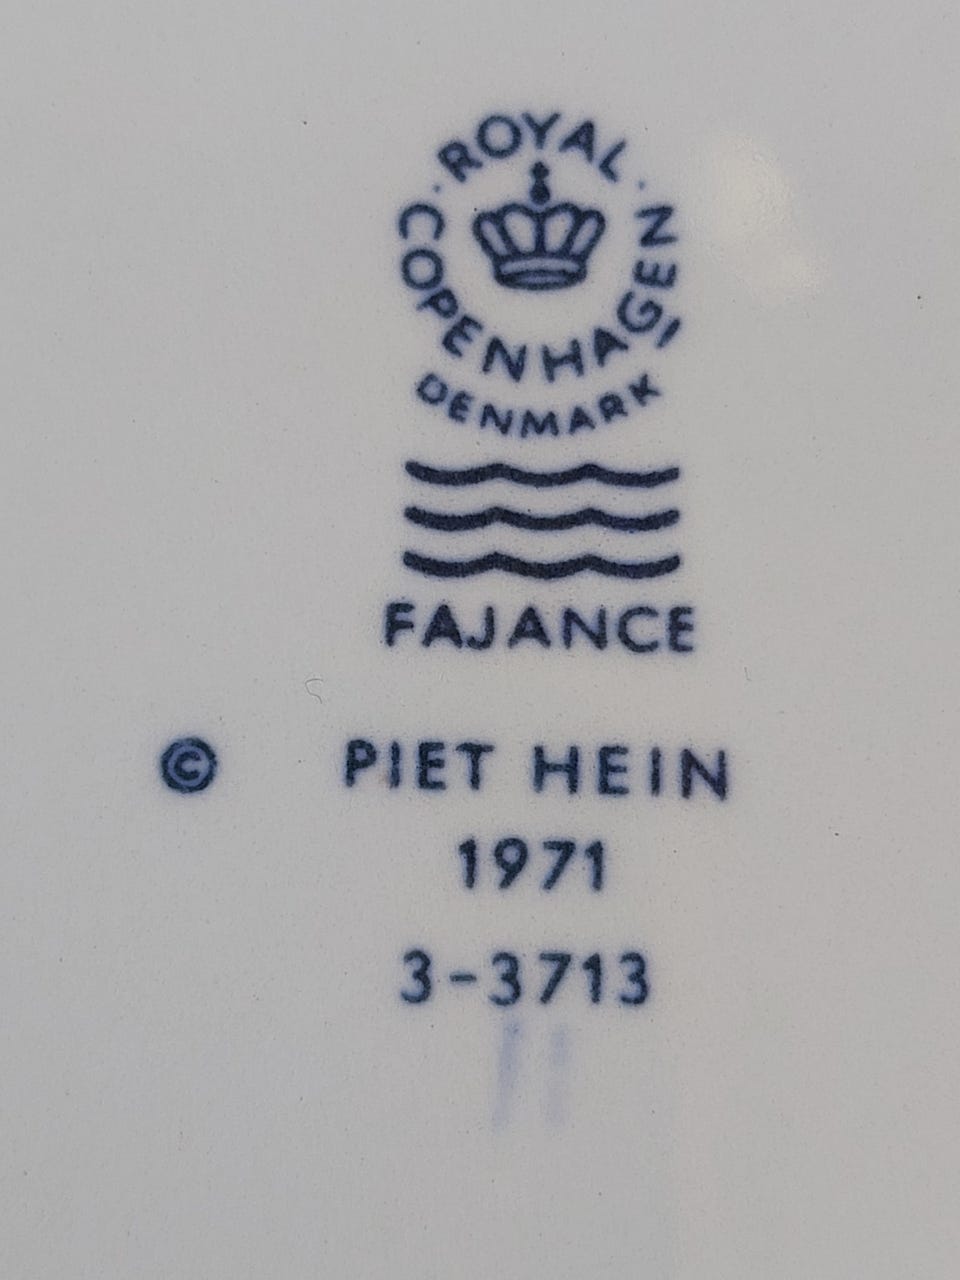 ROYAL
COPENHAGEN
DENMARK
FAJANCE
© PIET HEIN
1971
3-3713